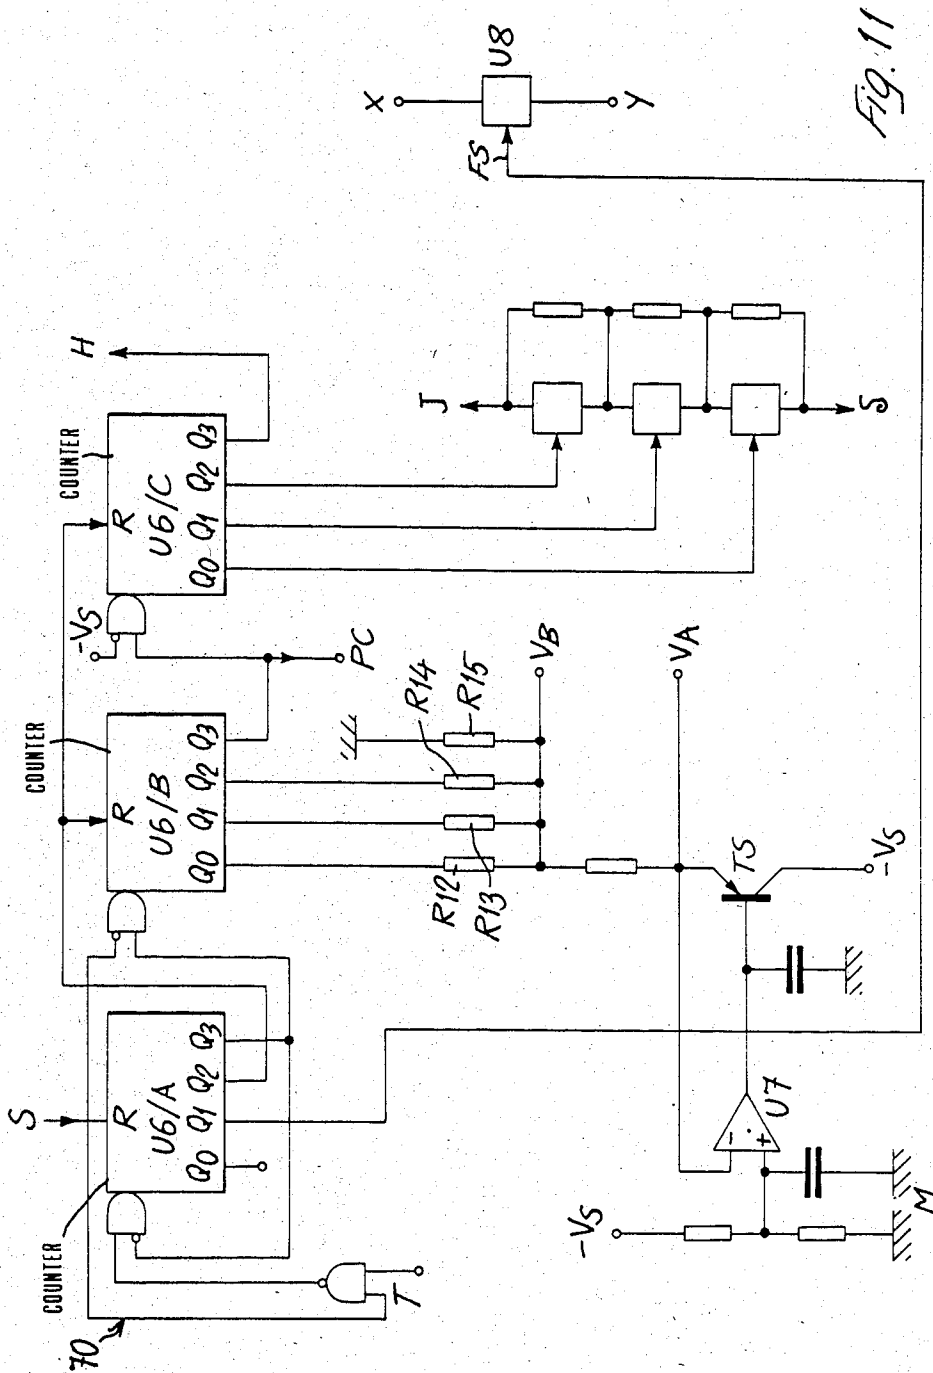 70
COUNTER
S
R
U6/A
Q0 Q1 Q2 Q3
T
COUNTER
R
U6/B
Q0 Q1 Q2 Q3
-VS
PC
COUNTER
R
U6/C
Q0 Q1 Q2 Q3
H
R12
R13
R14
R15
VB
VA
J
X
FS
U8
Y
-VS
M
- +
U7
TS
-VS
Fig. 11